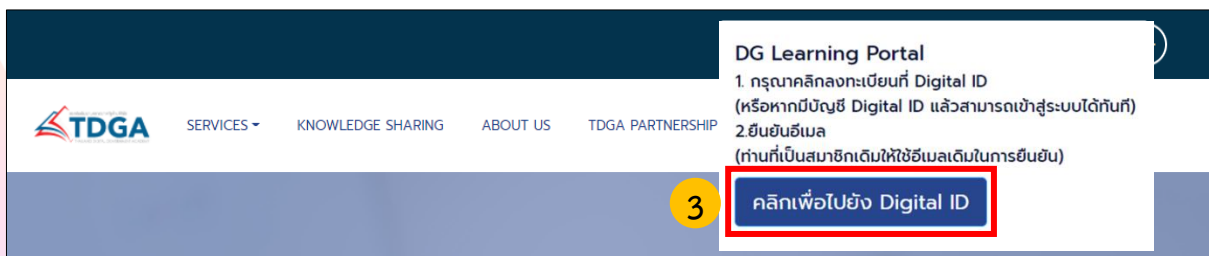 DG Learning Portal
1. กรุณาคลิกลงทะเบียนที่ Digital ID
(หรือหากมีบัญชี Digital ID แล้วสามารถเข้าสู่ระบบได้ทันที)
2.ยืนยันอีเมล
(ท่านที่เป็นสมาชิกเดิมให้ใช้อีเมลเดิมในการยืนยัน)
TDGA SERVICES KNOWLEDGE SHARING ABOUT US TDGA PARTNERSHIP
3 คลิกเพื่อไปยัง Digital ID